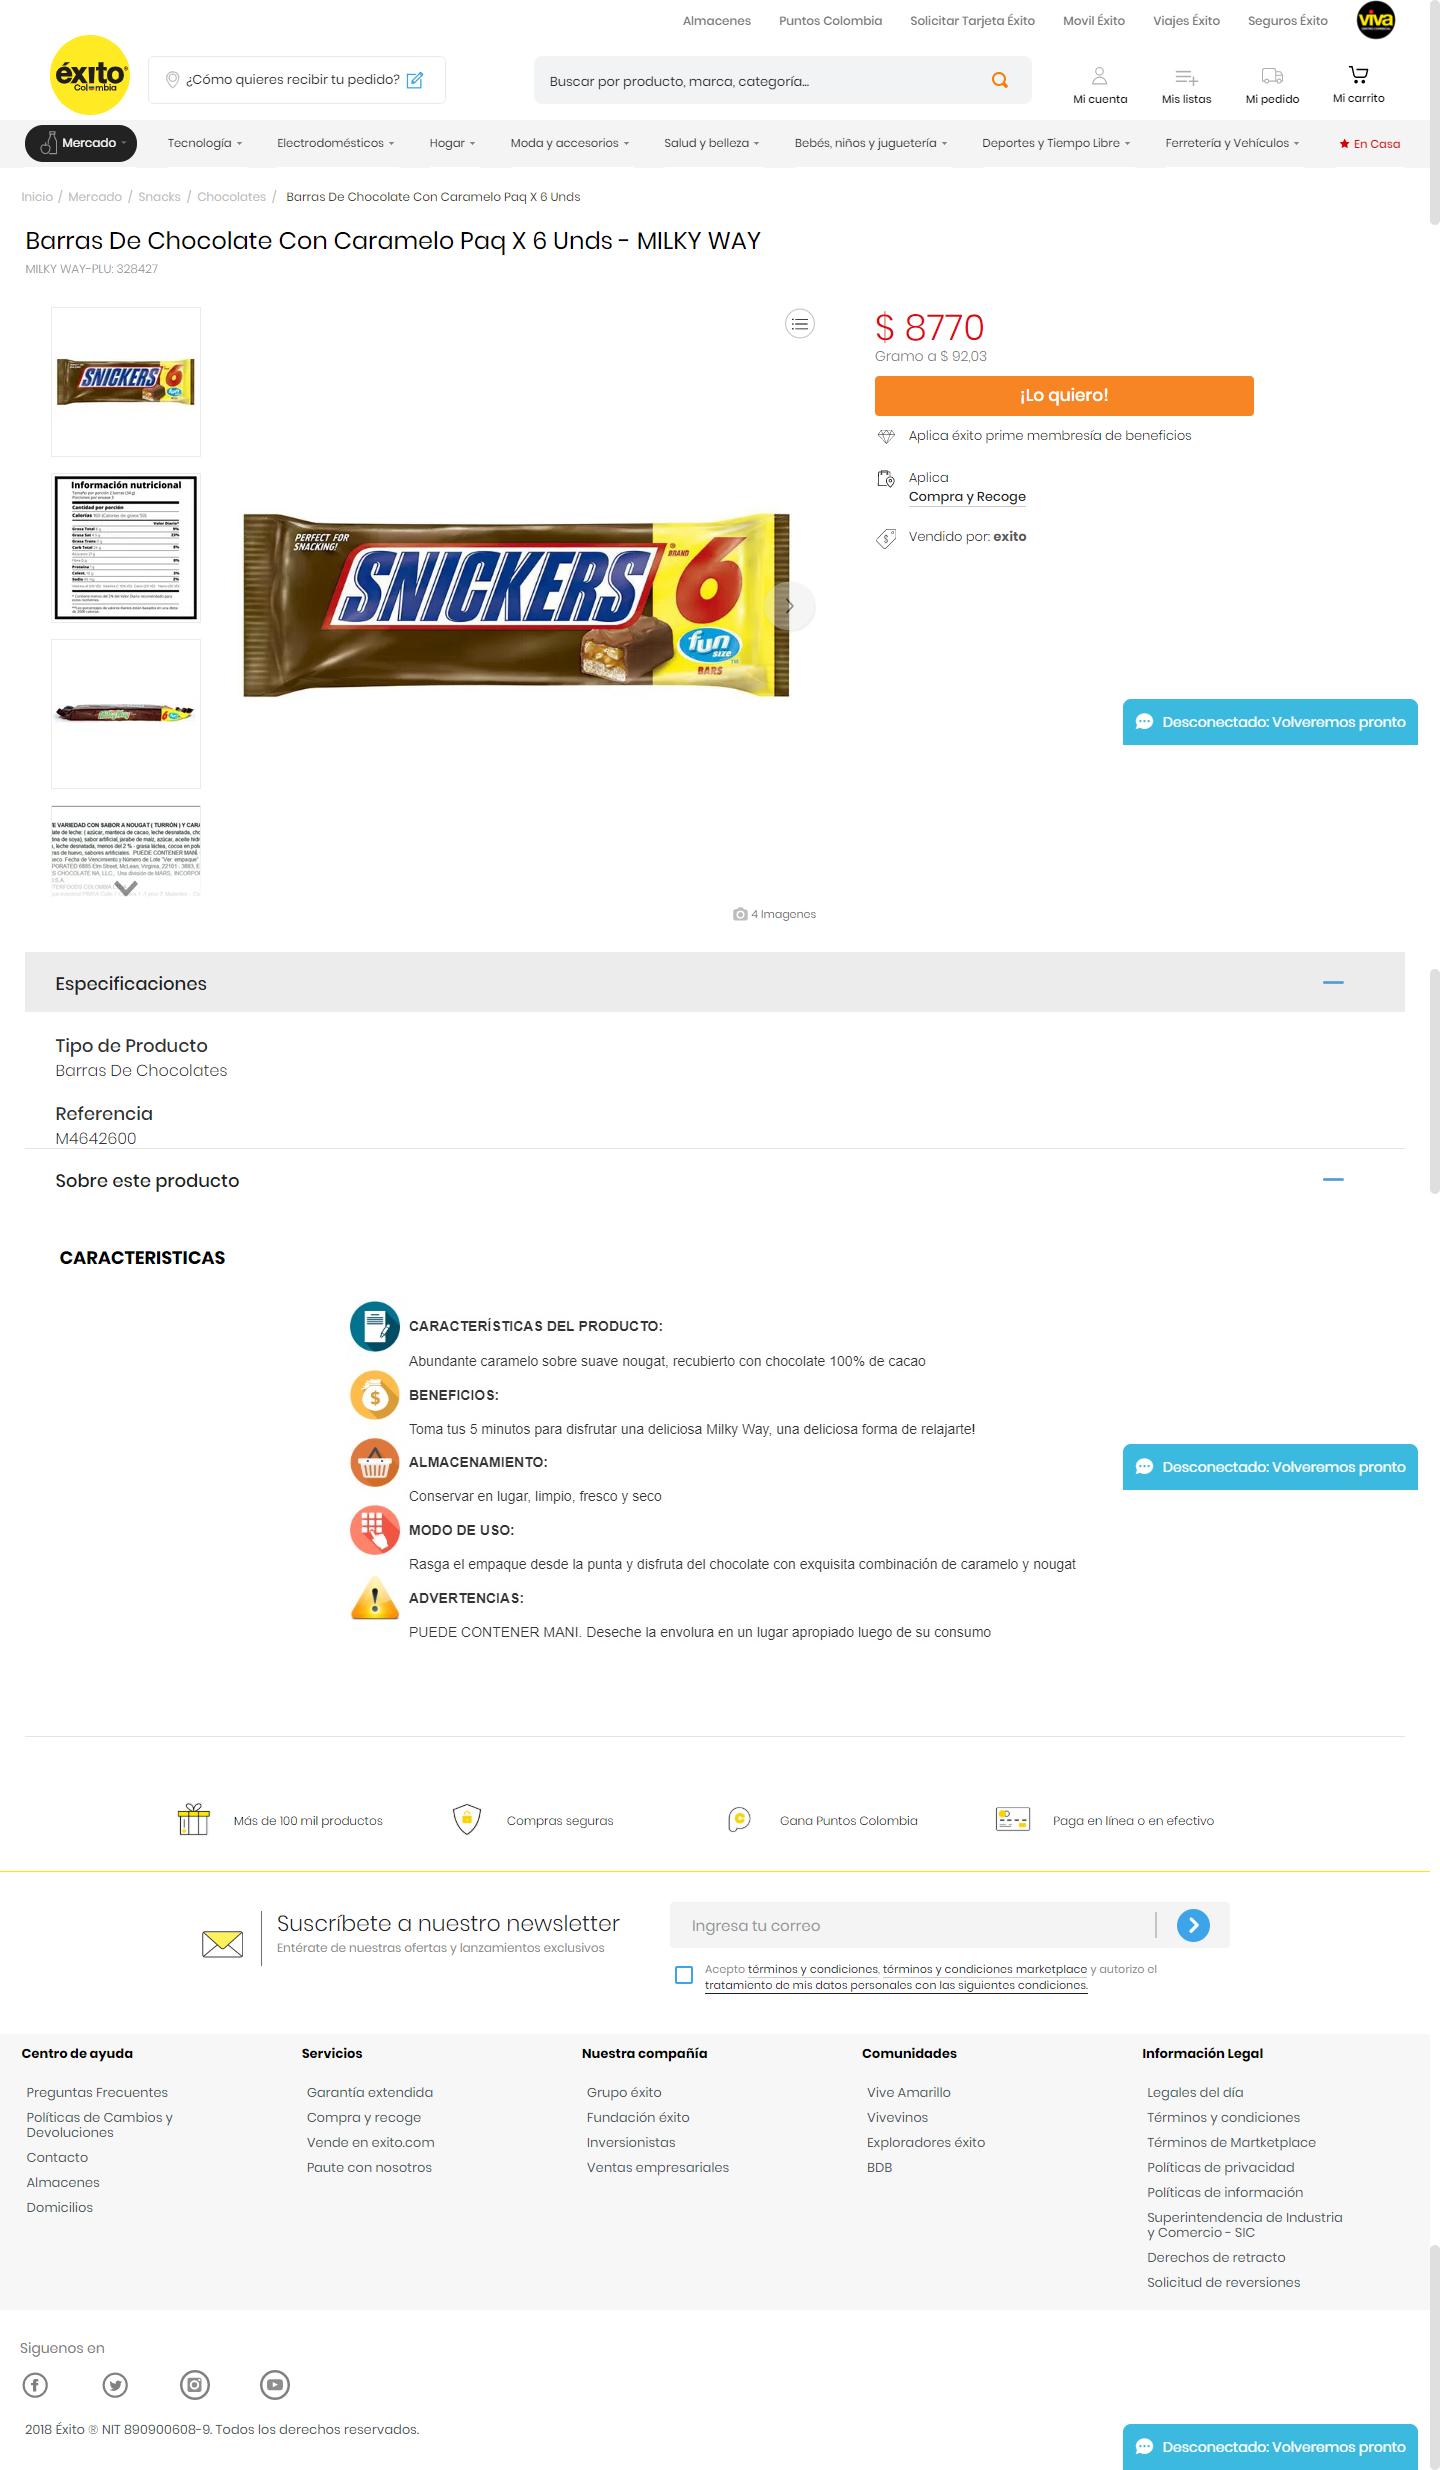 Almacenes Puntos Colombia Solicitar Tarjeta Éxito Movil Éxito Viajes Éxito Seguros Éxito viva
éxito
Colombia
¿Cómo quieres recibir tu pedido?
Buscar por producto, marca, categoría...
Mi cuenta Mis listas Mi pedido Mi carrito
Mercado Tecnología Electrodomésticos Hogar Moda y accesorios Salud y belleza Bebés, niños y juguetería Deportes y Tiempo Libre Ferretería y Vehículos En Casa
Inicio / Mercado / Snacks / Chocolates / Barras De Chocolate Con Caramelo Paq X 6 Unds
Barras De Chocolate Con Caramelo Paq X 6 Unds - MILKY WAY
MILKY WAY-PLU: 328427
SNICKERS 6
Información nutricional
Cantidad por porción
PERFECT FOR
SNACKING!
SNICKERS
BRAND
6
fun
size
TM
BARS
$ 8770
Gramo a $ 92,03
¡Lo quiero!
Aplica éxito prime membresía de beneficios
Aplica
Compra y Recoge
Vendido por: exito
Desconectado: Volveremos pronto
E VARIEDAD CON SABOR A NOUGAT ( TURRÓN ) Y CARA
4 Imagenes
Especificaciones
Tipo de Producto
Barras De Chocolates
Referencia
M4642600
Sobre este producto
CARACTERISTICAS
CARACTERÍSTICAS DEL PRODUCTO:
Abundante caramelo sobre suave nougat, recubierto con chocolate 100% de cacao
BENEFICIOS:
Toma tus 5 minutos para disfrutar una deliciosa Milky Way, una deliciosa forma de relajarte!
ALMACENAMIENTO:
Desconectado: Volveremos pronto
Conservar en lugar, limpio, fresco y seco
MODO DE USO:
Rasga el empaque desde la punta y disfruta del chocolate con exquisita combinación de caramelo y nougat
ADVERTENCIAS:
PUEDE CONTENER MANI. Deseche la envolura en un lugar apropiado luego de su consumo
Más de 100 mil productos Compras seguras Gana Puntos Colombia Paga en línea o en efectivo
Suscríbete a nuestro newsletter
Entérate de nuestras ofertas y lanzamientos exclusivos
Ingresa tu correo
Acepto términos y condiciones, términos y condiciones marketplace y autorizo el
tratamiento de mis datos personales con las siguientes condiciones.
Centro de ayuda
Preguntas Frecuentes
Políticas de Cambios y
Devoluciones
Contacto
Almacenes
Domicilios
Servicios
Garantía extendida
Compra y recoge
Vende en exito.com
Paute con nosotros
Nuestra compañía
Grupo éxito
Fundación éxito
Inversionistas
Ventas empresariales
Comunidades
Vive Amarillo
Vivevinos
Exploradores éxito
BDB
Información Legal
Legales del día
Términos y condiciones
Términos de Martketplace
Políticas de privacidad
Políticas de información
Superintendencia de Industria
y Comercio - SIC
Derechos de retracto
Solicitud de reversiones
Siguenos en
2018 Éxito ® NIT 890900608-9. Todos los derechos reservados.
Desconectado: Volveremos pronto